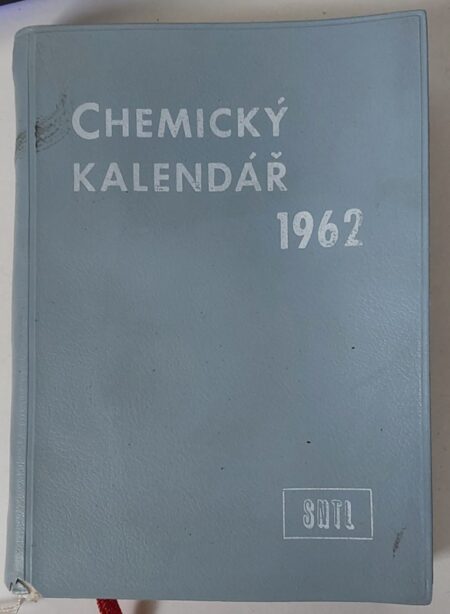 CHEMICKÝ
KALENDÁŘ
1962
SNTL